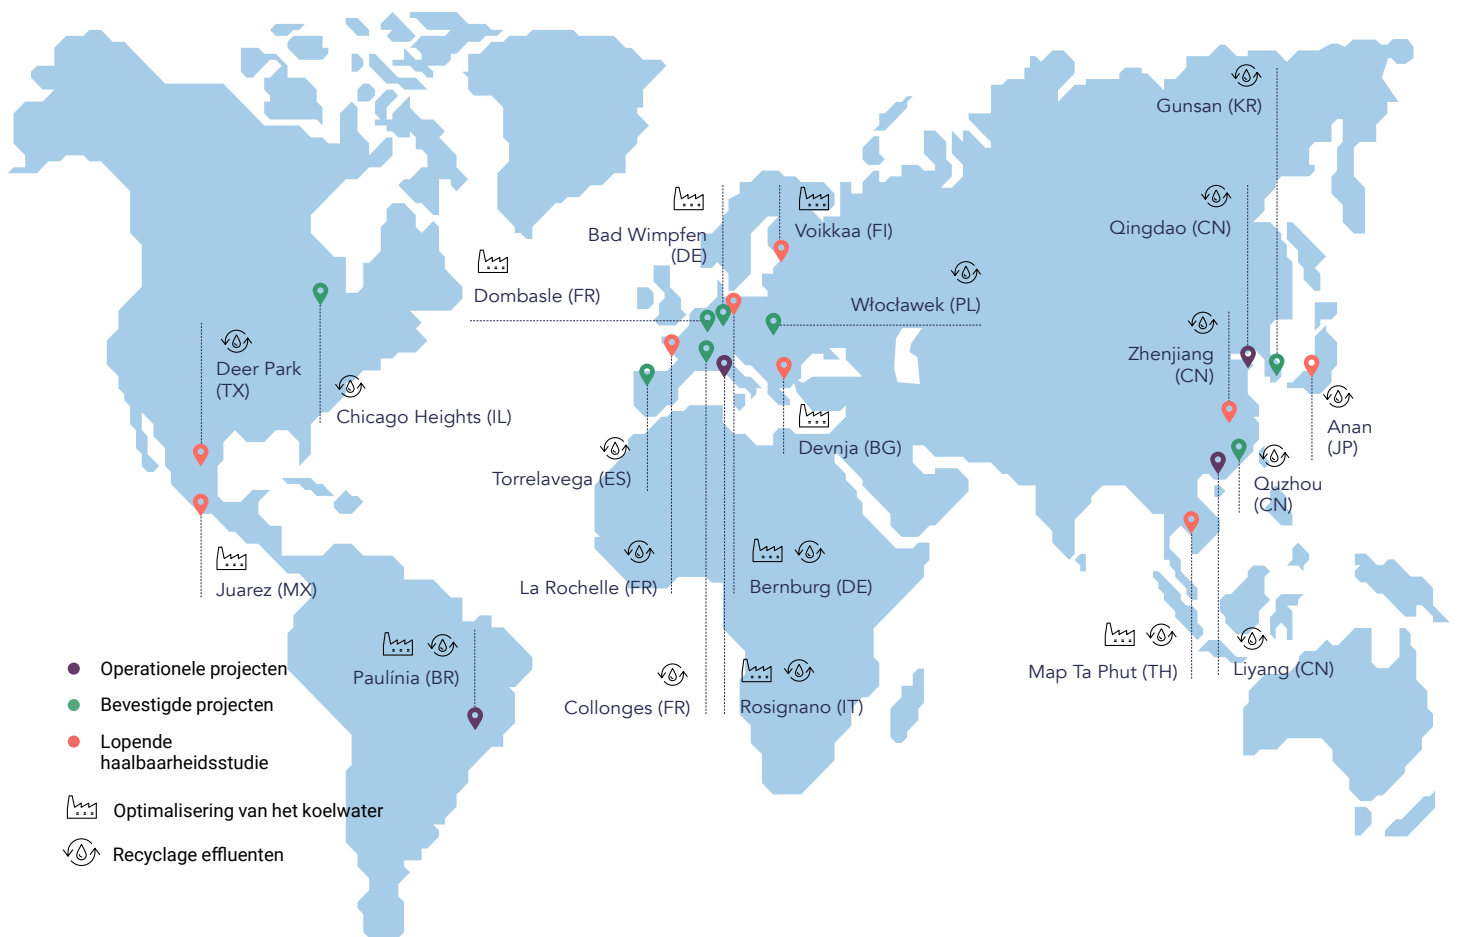 Gunsan (KR)
Qingdao (CN)
Bad Wimpfen
(DE)
Voikkaa (FI)
Dombasle (FR)
Włocławek (PL)
Zhenjiang
(CN)
Deer Park
(TX)
Chicago Heights (IL)
Anan
(JP)
Devnja (BG)
Torrelavega (ES)
Quzhou
(CN)
Juarez (MX)
La Rochelle (FR)
Bernburg (DE)
Paulínia (BR)
Map Ta Phut (TH)
Liyang (CN)
Collonges (FR)
Rosignano (IT)
Operationele projecten
Bevestigde projecten
Lopende
haalbaarheidsstudie
Optimalisering van het koelwater
Recyclage effluenten